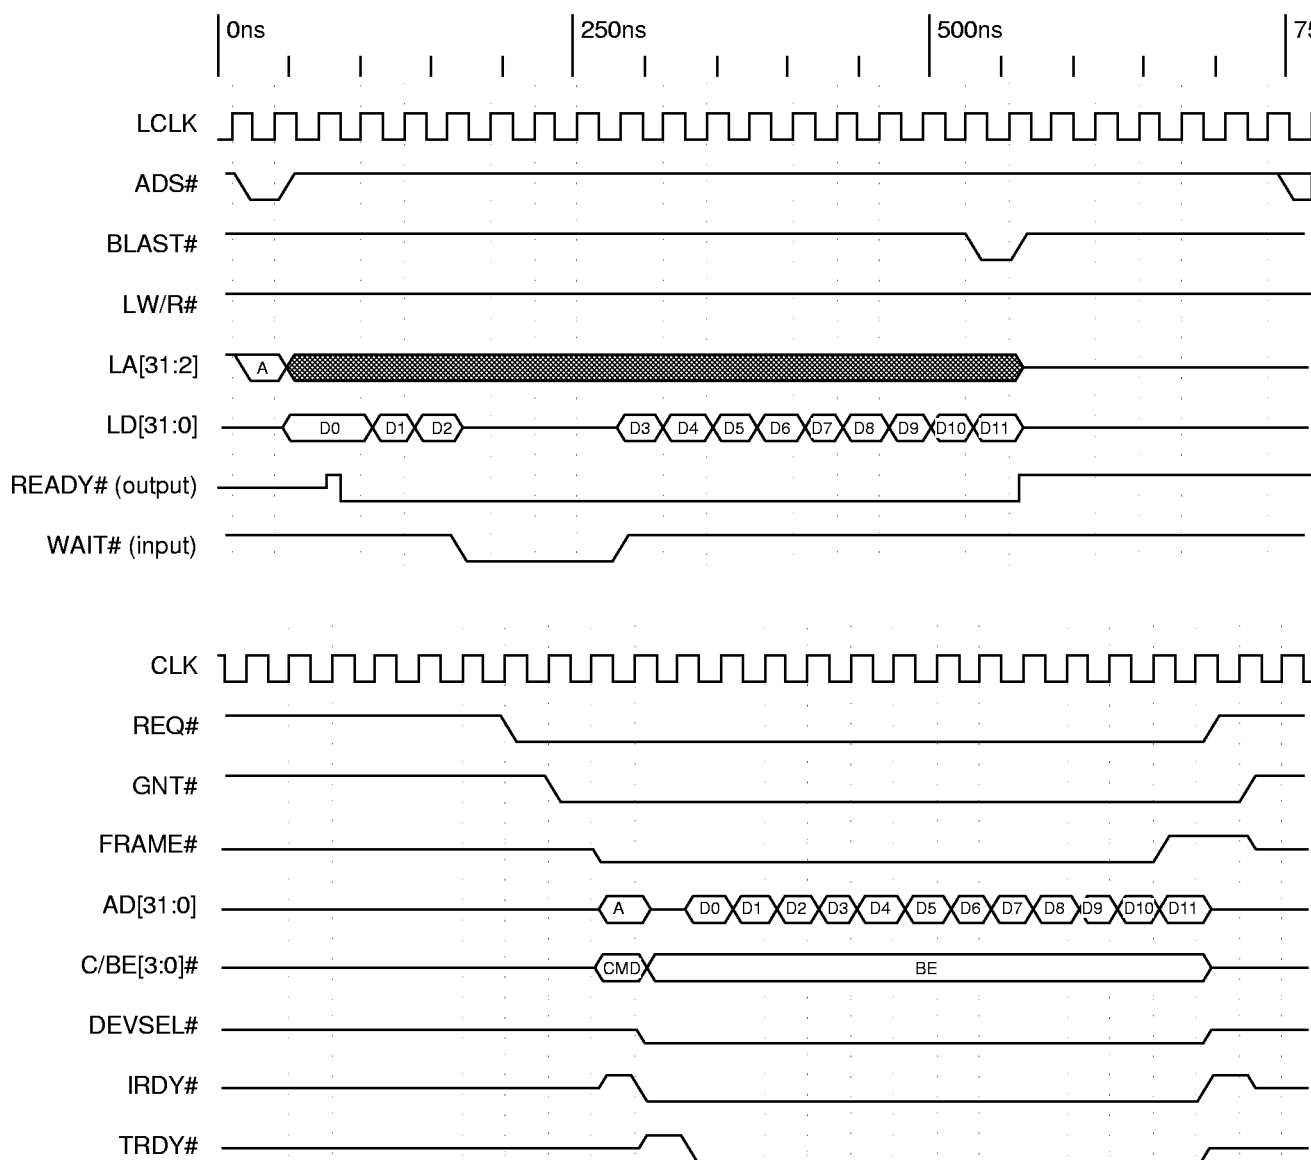 0ns 250ns 500ns 75
LCLK
ADS#
BLAST#
LW/R#
LA[31:2] A
LD[31:0] D0 D1 D2 D3 D4 D5 D6 D7 D8 D9 D10 D11
READY# (output)
WAIT# (input)
CLK
REQ#
GNT#
FRAME#
AD[31:0] A D0 D1 D2 D3 D4 D5 D6 D7 D8 D9 D10 D11
C/BE[3:0]# CMD BE
DEVSEL#
IRDY#
TRDY#